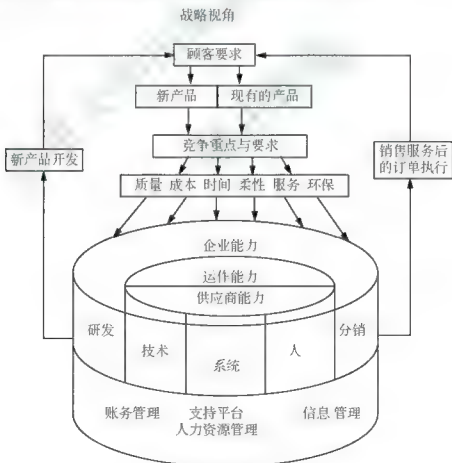 战略视角
顾客要求
新产品 现有的产品
竞争重点与要求
新产品开发
销售服务后
的订单执行
质量 成本 时间 柔性 服务 环保
企业能力
运作能力
供应商能力
研发 技术 系统 人 分销
账务管理 支持平台 信息管理
人力资源管理